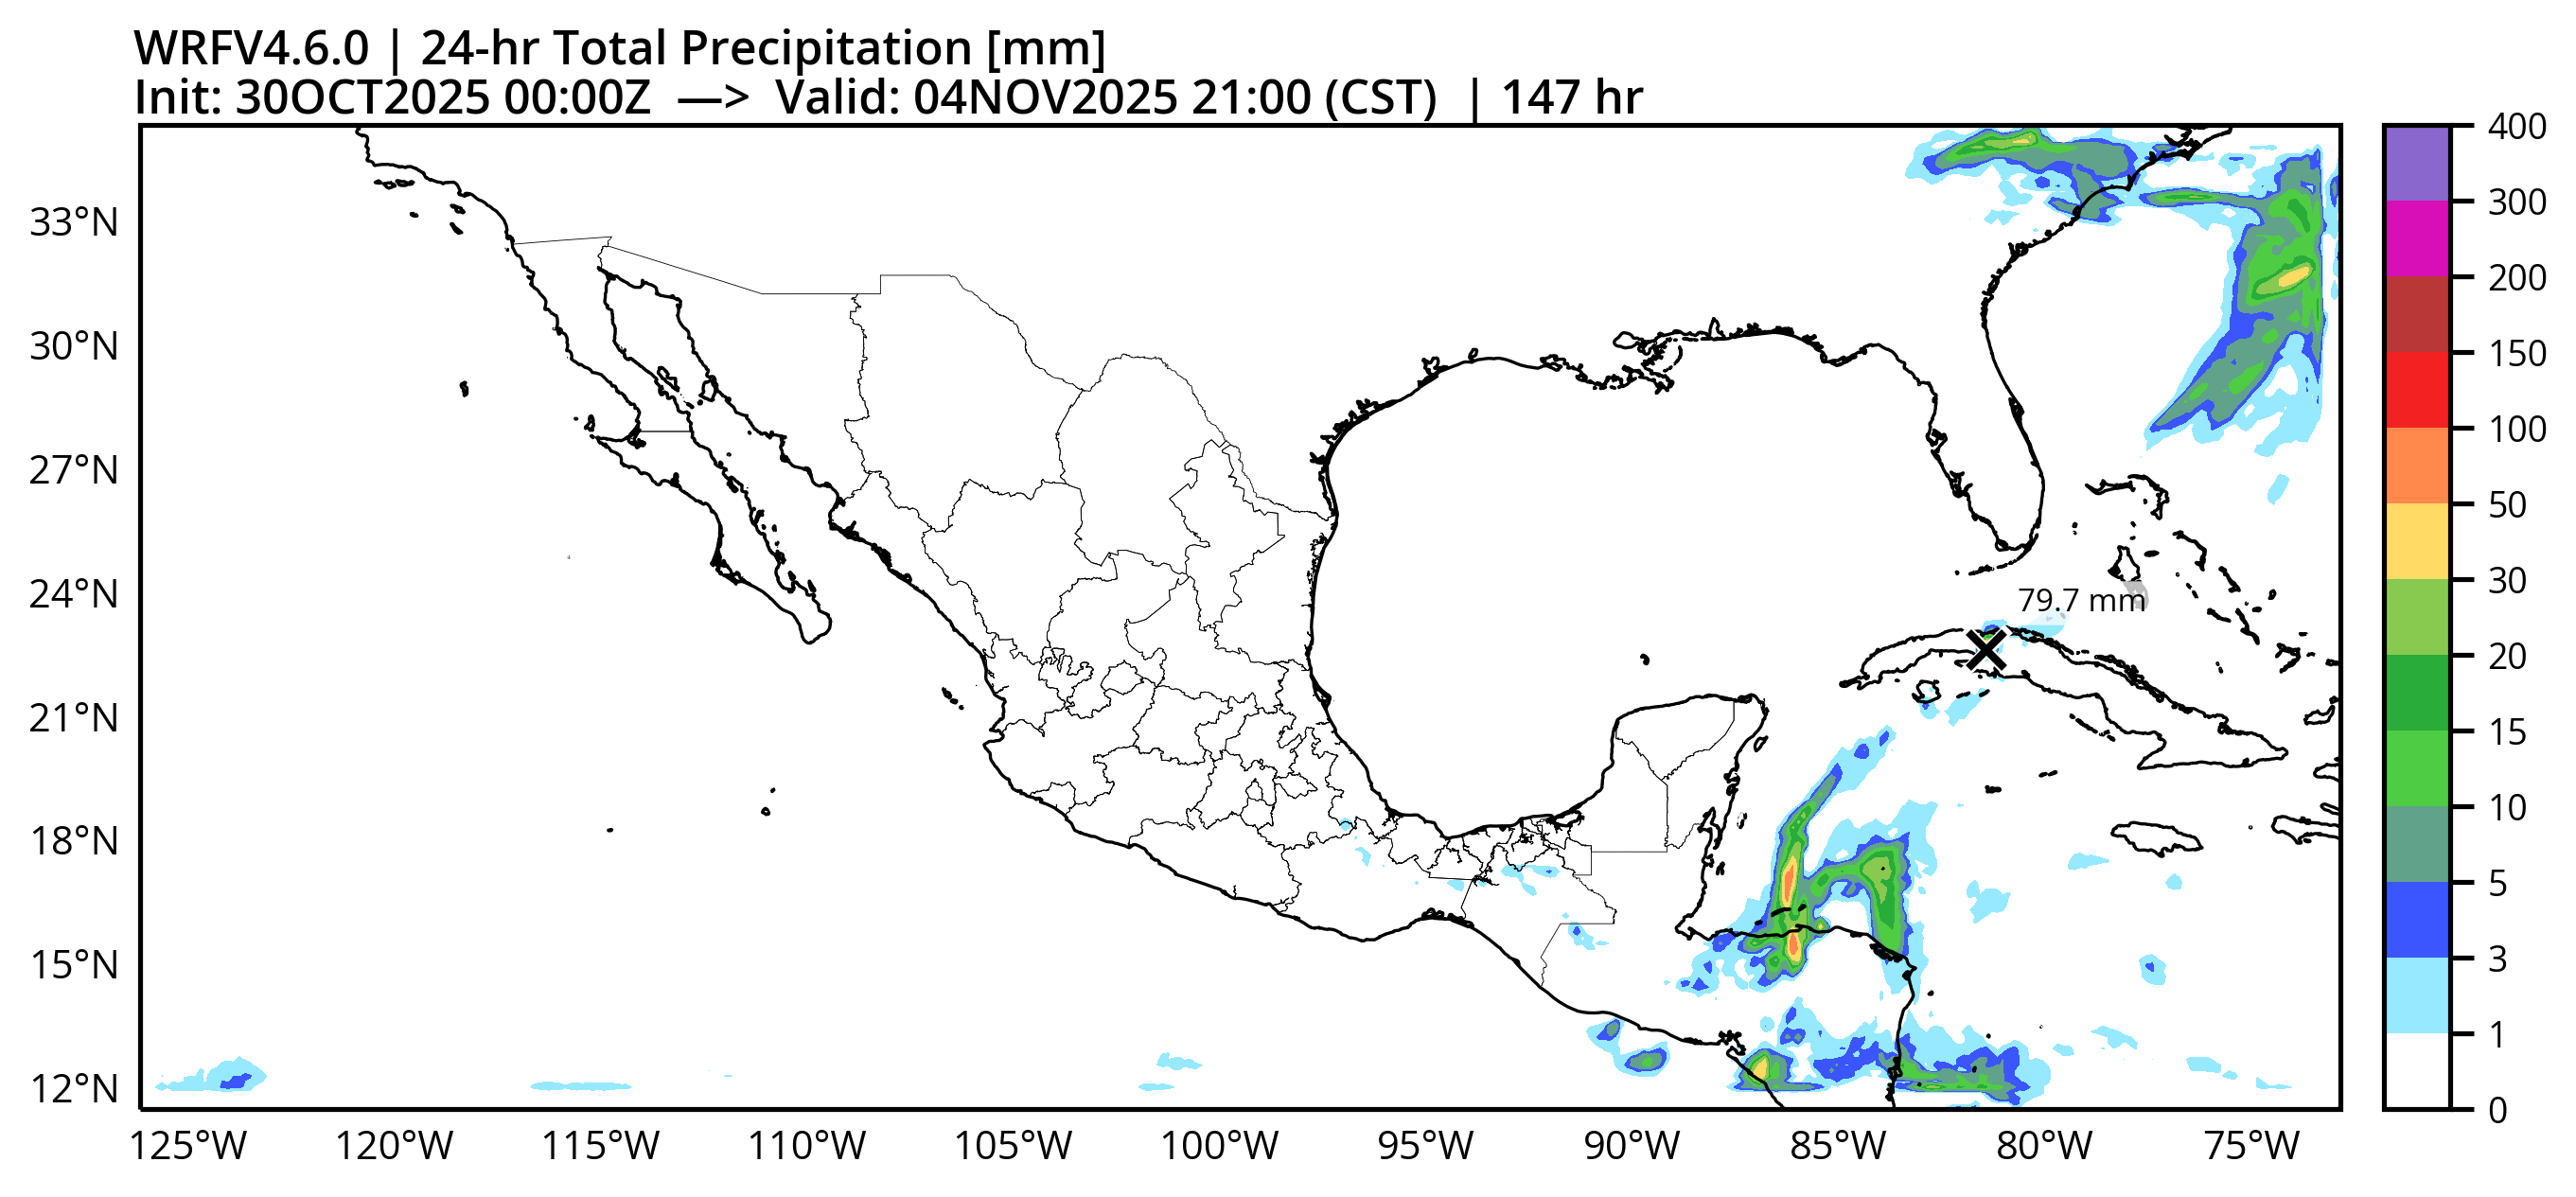 WRFV4.6.0 | 24-hr Total Precipitation [mm]
Init: 30OCT2025 00:00Z —> Valid: 04NOV2025 21:00 (CST) | 147 hr
33°N
30°N
27°N
24°N
21°N
18°N
15°N
12°N
79.7 mm
125°W 120°W 115°W 110°W 105°W 100°W 95°W 90°W 85°W 80°W 75°W
400
300
200
150
100
50
30
20
15
10
5
3
1
0